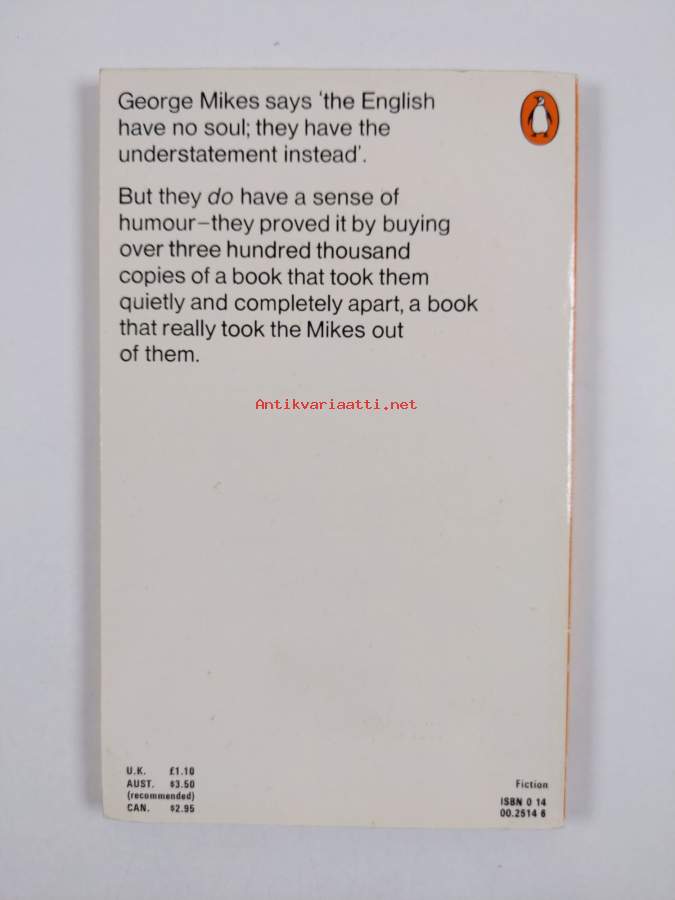 George Mikes says 'the English
have no soul; they have the
understatement instead'.
But they do have a sense of
humour–they proved it by buying
over three hundred thousand
copies of a book that took them
quietly and completely apart, a book
that really took the Mikes out
of them.
Antikvariaatti.net
U.K. £1.10
AUST. $3.50
(recommended)
CAN. $2.95
Fiction
ISBN 0 14
00.2514 6